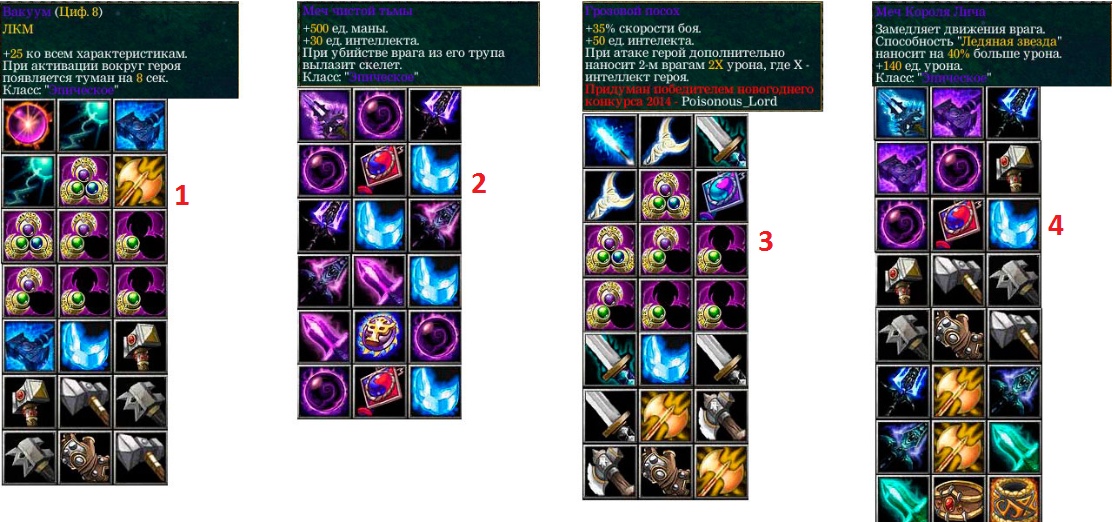 Вакуум (Циф. 8)
ЛКМ
+25 ко всем характеристикам.
При активации вокруг героя
появляется туман на 8 сек.
Класс: "Эпическое"
1
Меч чистой тьмы
+500 ед. маны.
+30 ед. интеллекта.
При убийстве врага из его трупа
вылазит скелет.
Класс: "Эпическое"
2
Грозовой посох
+35% скорости боя.
+50 ед. интелекта.
При атаке герой дополнительно
наносит 2-м врагам 2X урона, где X -
интеллект героя.
Придуман победителем новогоднего
конкурса 2014 - Poisonous_Lord
3
Меч Короля Лича
Замедляет движения врага.
Способность "Ледяная звезда"
наносит на 40% больше урона.
+140 ед. урона.
Класс: "Эпическое"
4